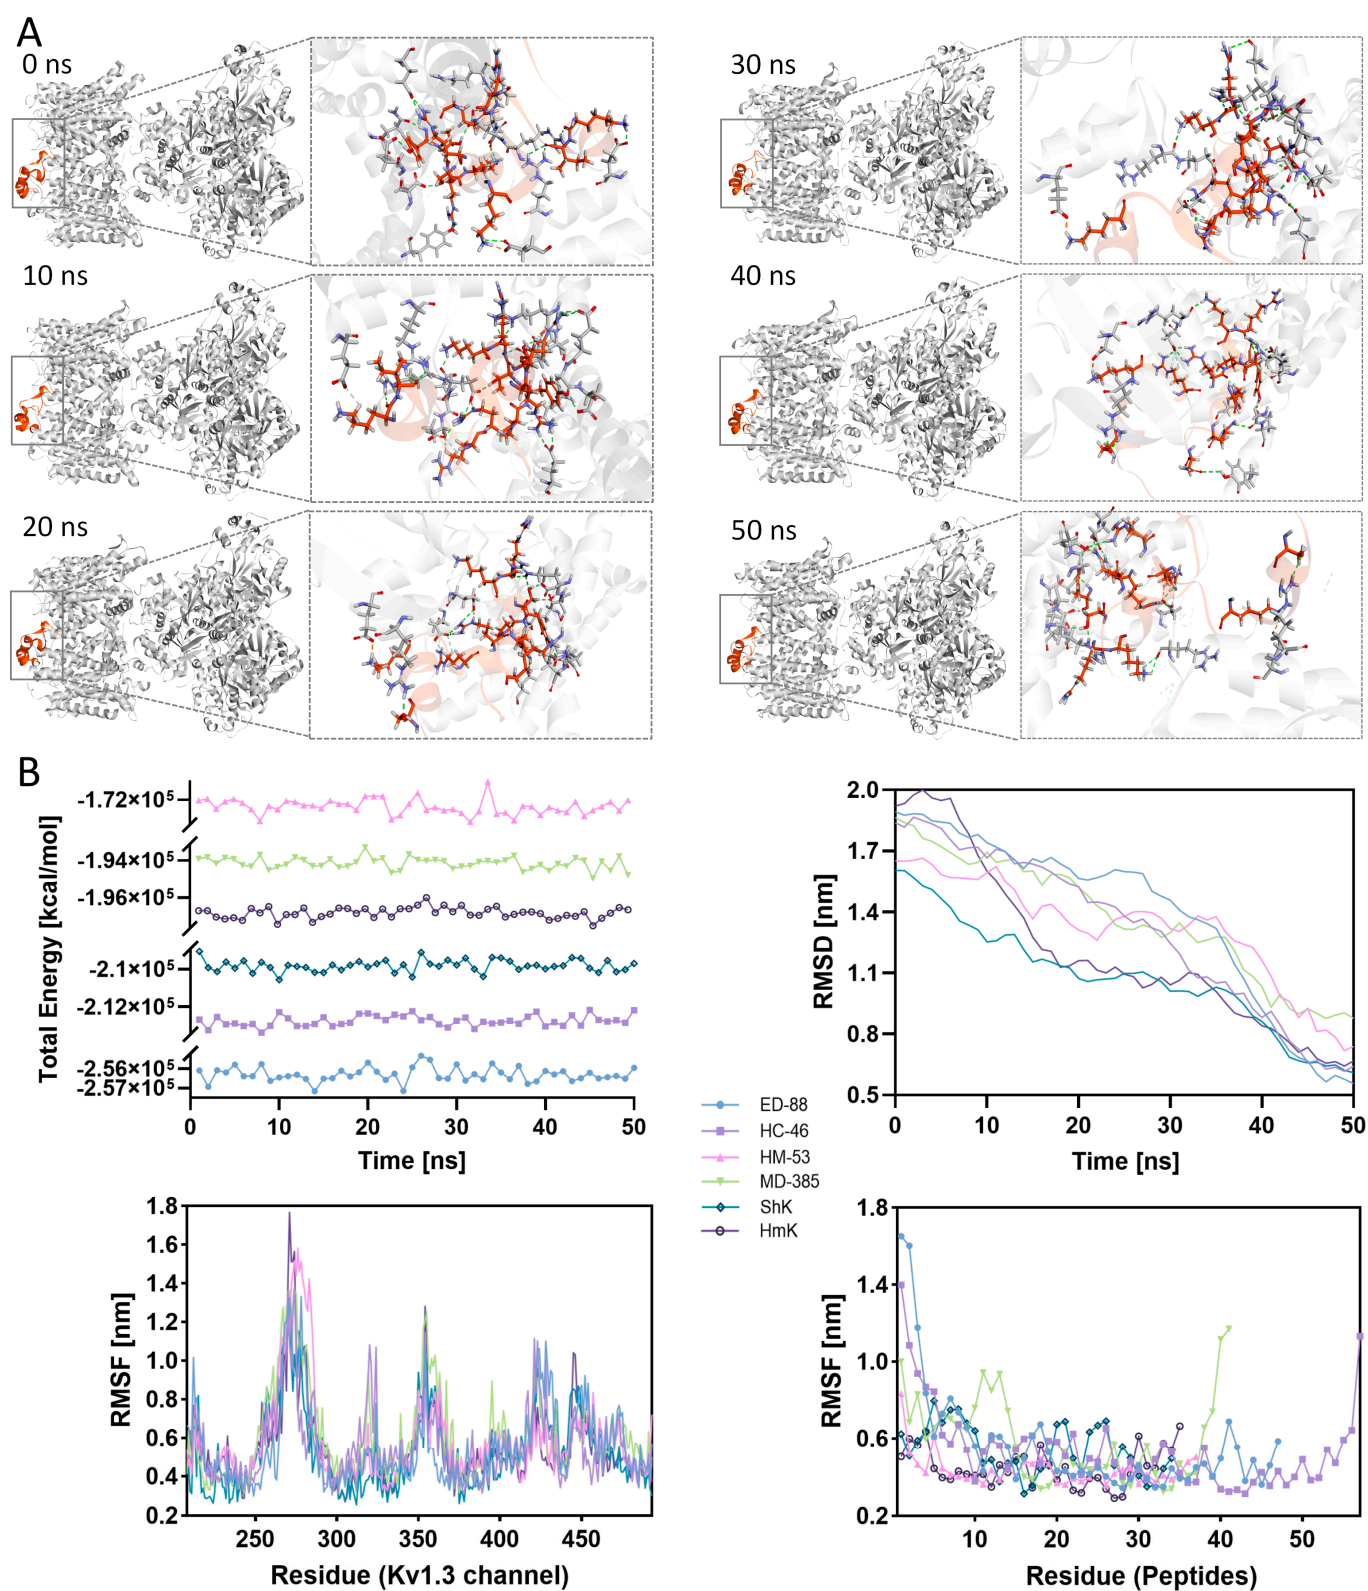 A
0 ns
30 ns
10 ns
40 ns
20 ns
50 ns
B
Total Energy [kcal/mol]
-1.72×10⁵
-1.94×10⁵
-1.96×10⁵
-2.1×10⁵
-2.12×10⁵
-2.56×10⁵
-2.57×10⁵
0 10 20 30 40 50
Time [ns]
RMSD [nm]
2.0
1.7
1.4
1.1
0.8
0.5
0 10 20 30 40 50
Time [ns]
ED-88
HC-46
HM-53
MD-385
ShK
HmK
RMSF [nm]
1.8
1.6
1.4
1.2
1.0
0.8
0.6
0.4
0.2
250 300 350 400 450
Residue (Kv1.3 channel)
RMSF [nm]
1.8
1.4
1.0
0.6
0.2
10 20 30 40 50
Residue (Peptides)